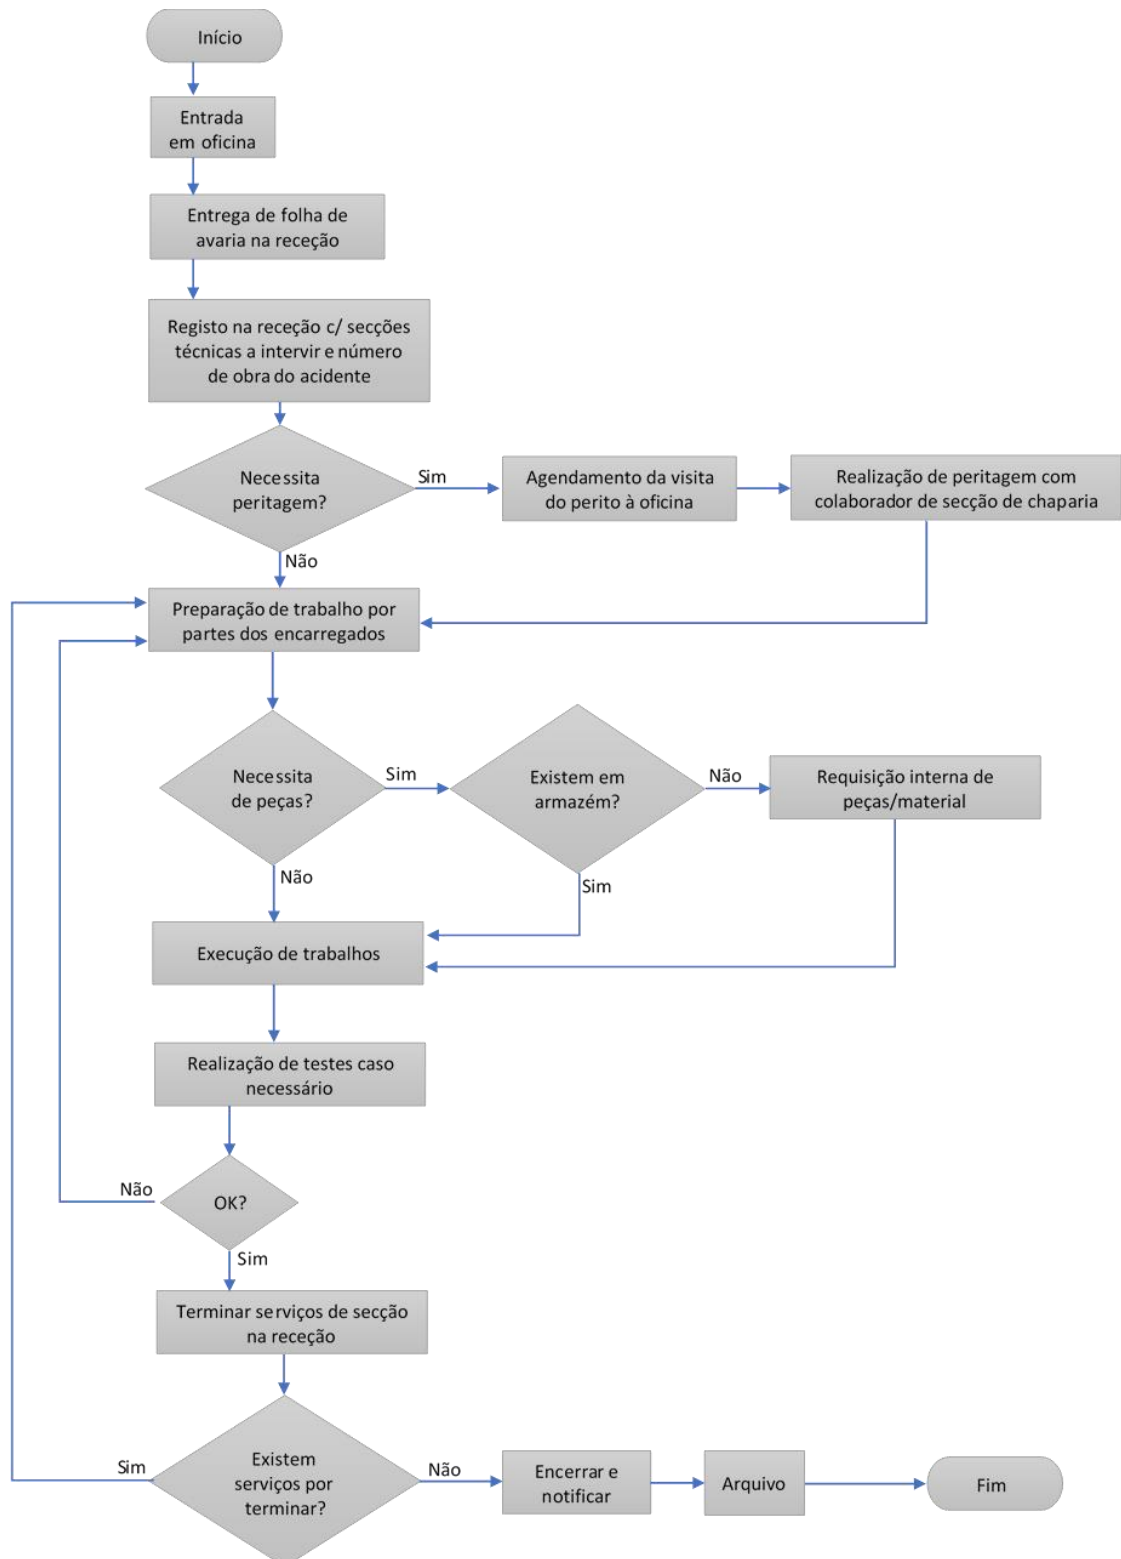 Início
Entrada
em oficina
Entrega de folha de
avaria na receção
Registo na receção c/ secções
técnicas a intervir e número
de obra do acidente
Necessita
peritagem?
Sim
Agendamento da visita
do perito à oficina
Realização de peritagem com
colaborador de secção de chaparia
Não
Preparação de trabalho por
partes dos encarregados
Necessita
de peças?
Sim
Existem em
armazém?
Não
Requisição interna de
peças/material
Não
Sim
Execução de trabalhos
Realização de testes caso
necessário
Não
OK?
Sim
Terminar serviços de secção
na receção
Sim
Existem
serviços por
terminar?
Não
Encerrar e
notificar
Arquivo
Fim